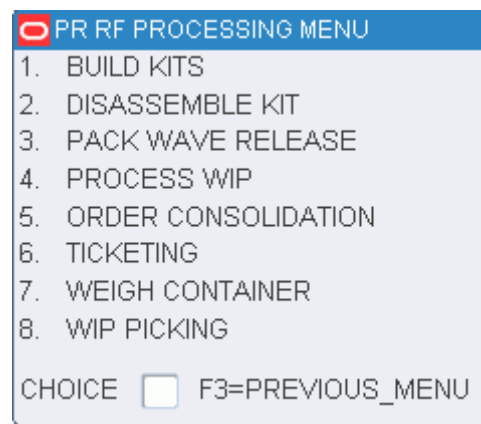 PR RF PROCESSING MENU
1. BUILD KITS
2. DISASSEMBLE KIT
3. PACK WAVE RELEASE
4. PROCESS WIP
5. ORDER CONSOLIDATION
6. TICKETING
7. WEIGH CONTAINER
8. WIP PICKING
CHOICE F3=PREVIOUS_MENU